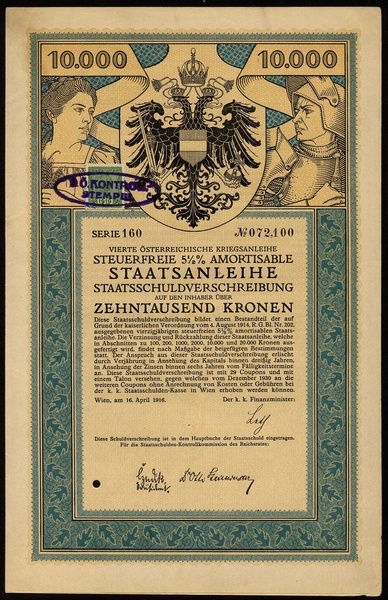 10.000
10.000
D.Ö. KONTROLL-
STEMPEL
SERIE 160
№ 072,100
VIERTE ÖSTERREICHISCHE KRIEGSANLEIHE
STEUERFREIE 5½% AMORTISABLE
STAATSANLEIHE
STAATSSCHULDVERSCHREIBUNG
AUF DEN INHABER ÜBER
ZEHNTAUSEND KRONEN
Diese Staatsschuldverschreibung bildet einen Bestandteil der auf
Grund der kaiserlichen Verordnung vom 4. August 1914, R. G. Bl. Nr. 202,
ausgegebenen vierzigjährigen steuerfreien 5½% amortisablen Staats-
anleihe. Die Verzinsung und Rückzahlung dieser Staatsanleihe, welche
in Abschnitten zu 100, 200, 1000, 2000, 10.000 und 20.000 Kronen aus-
gefertigt wird, findet nach Maßgabe der beigefügten Bestimmungen
statt. Der Anspruch aus dieser Staatsschuldverschreibung erlischt
durch Verjährung in Ansehung des Kapitals binnen dreißig Jahren,
in Ansehung der Zinsen binnen sechs Jahren vom Fälligkeitstermine
an. Diese Staatsschuldverschreibung ist mit 29 Coupons und mit
einem Talon versehen, gegen welchen vom Dezember 1930 an die
weiteren Coupons ohne Anrechnung von Kosten oder Gebühren bei
der k. k. Staatsschulden-Kasse in Wien erhoben werden können.
Wien, am 16. April 1916.
Der k. k. Finanzminister:
Diese Schuldverschreibung ist in dem Hauptbuche der Staatsschuld eingetragen.
Für die Staatsschulden-Kontrollkommission des Reichsrates: